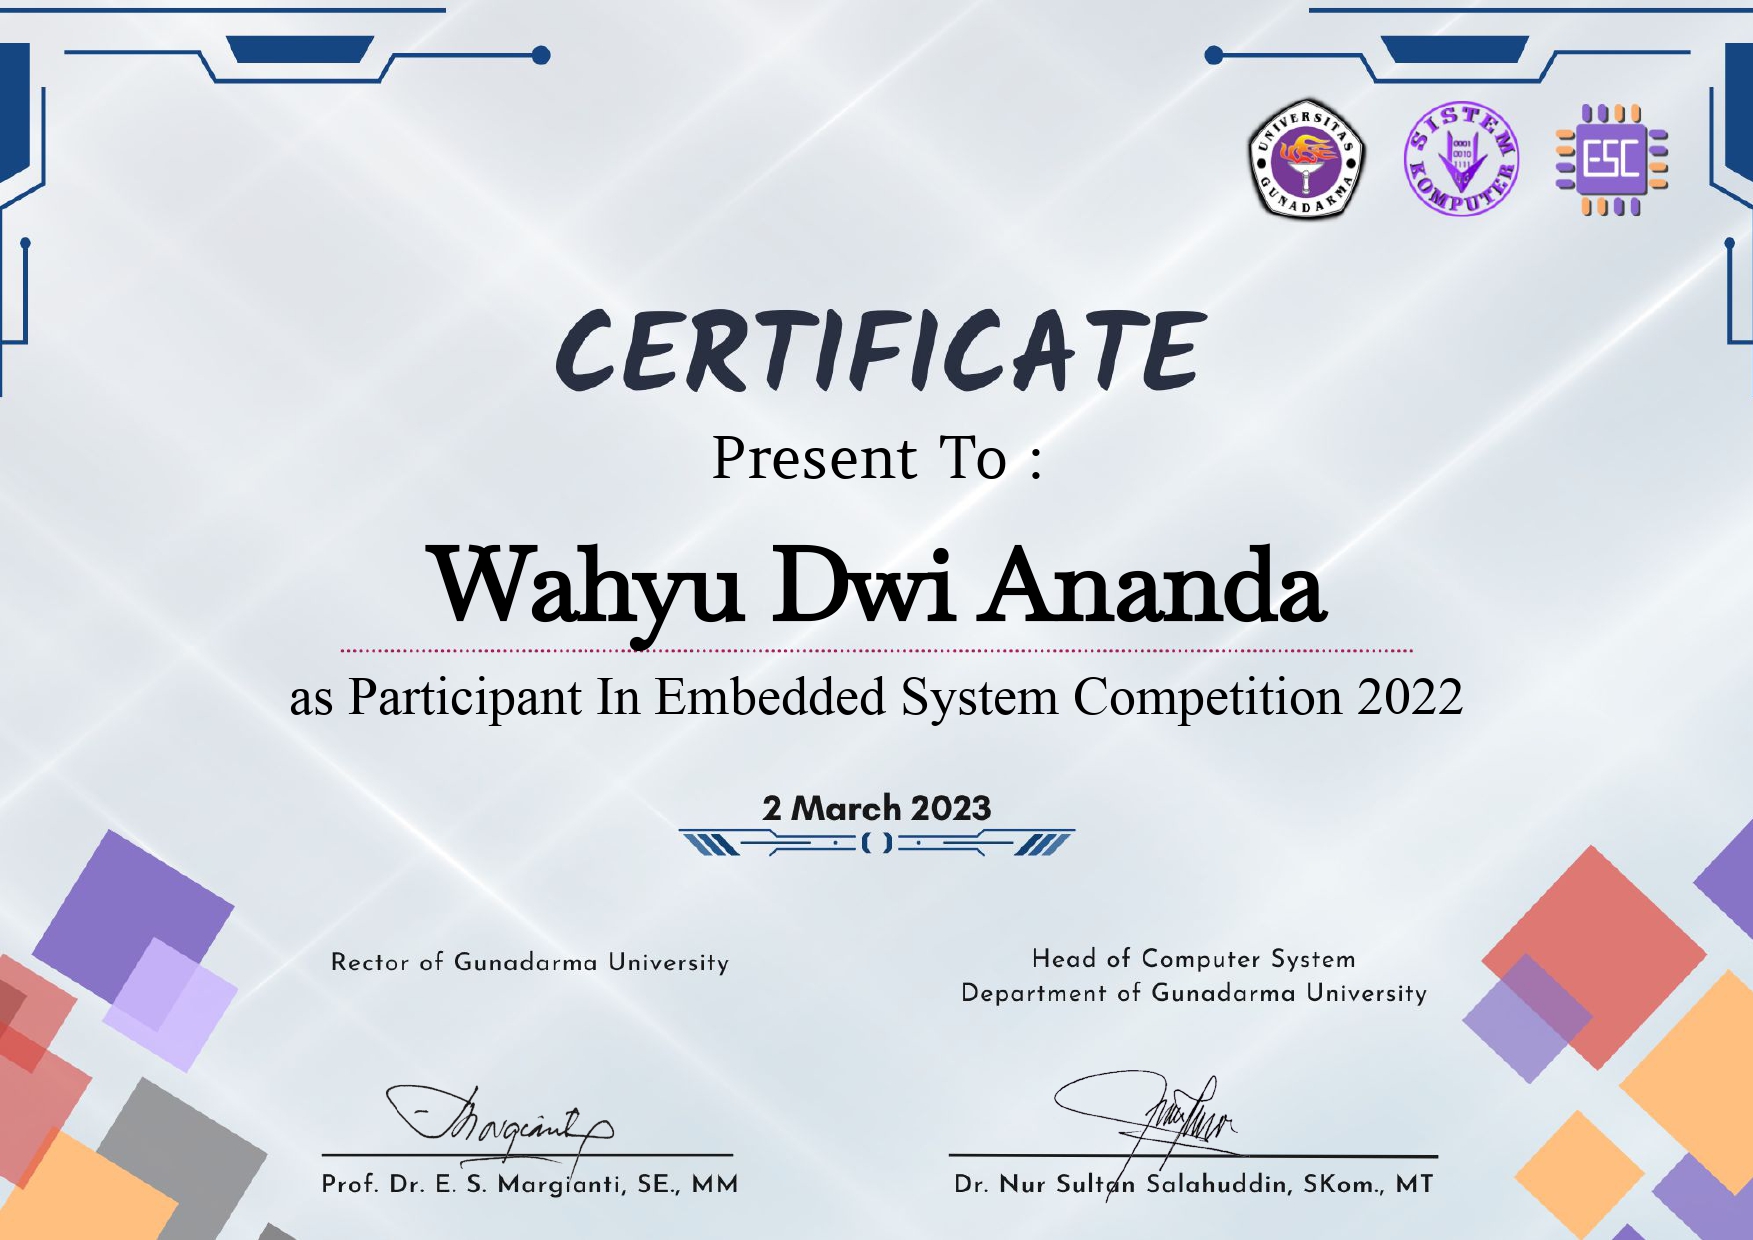 UNIVERSITAS
GUNADARMA
SISTEM
KOMPUTER
0001
0010
ESC
CERTIFICATE
Present To :
Wahyu Dwi Ananda
as Participant In Embedded System Competition 2022
2 March 2023
Rector of Gunadarma University
Head of Computer System
Department of Gunadarma University
Prof. Dr. E. S. Margianti, SE., MM
Dr. Nur Sultan Salahuddin, SKom., MT